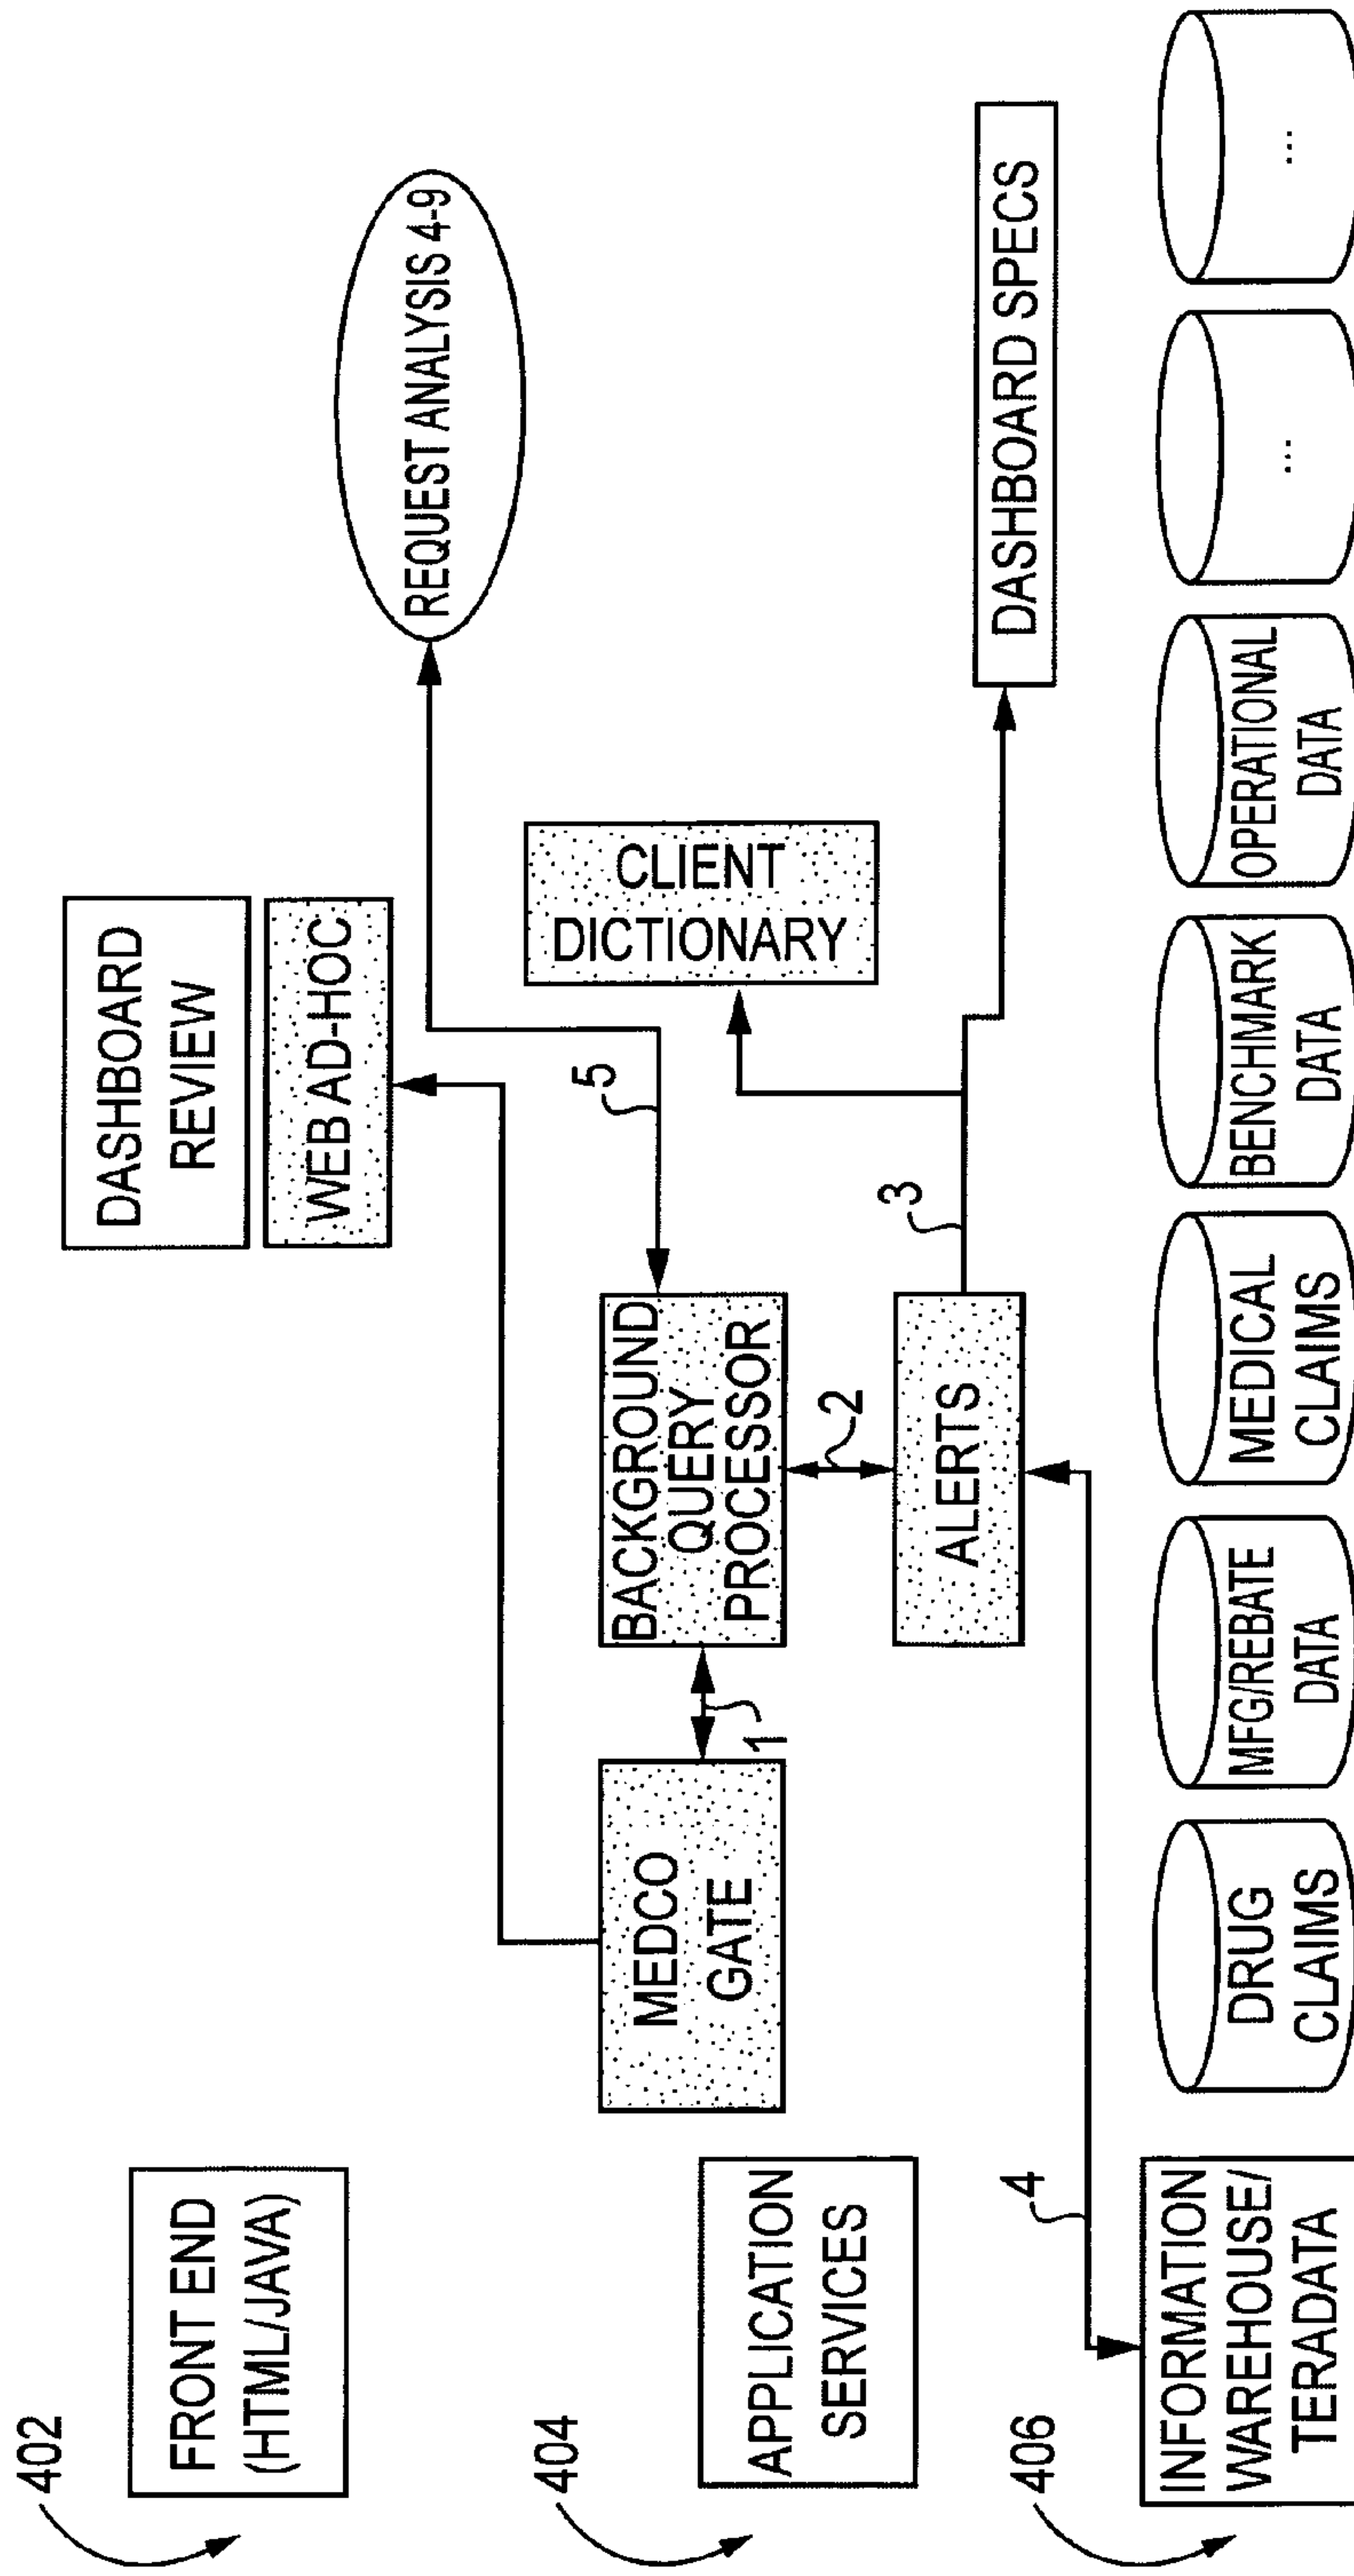 402
FRONT END
(HTML/JAVA)
DASHBOARD
REVIEW
WEB AD-HOC
REQUEST ANALYSIS 4-9
404
APPLICATION
SERVICES
MEDCO
GATE
1
BACKGROUND
QUERY
PROCESSOR
5
CLIENT
DICTIONARY
2
ALERTS
3
DASHBOARD SPECS
4
406
INFORMATION
WAREHOUSE/
TERADATA
DRUG
CLAIMS
MFG/REBATE
DATA
MEDICAL
CLAIMS
BENCHMARK
DATA
OPERATIONAL
DATA
...
...